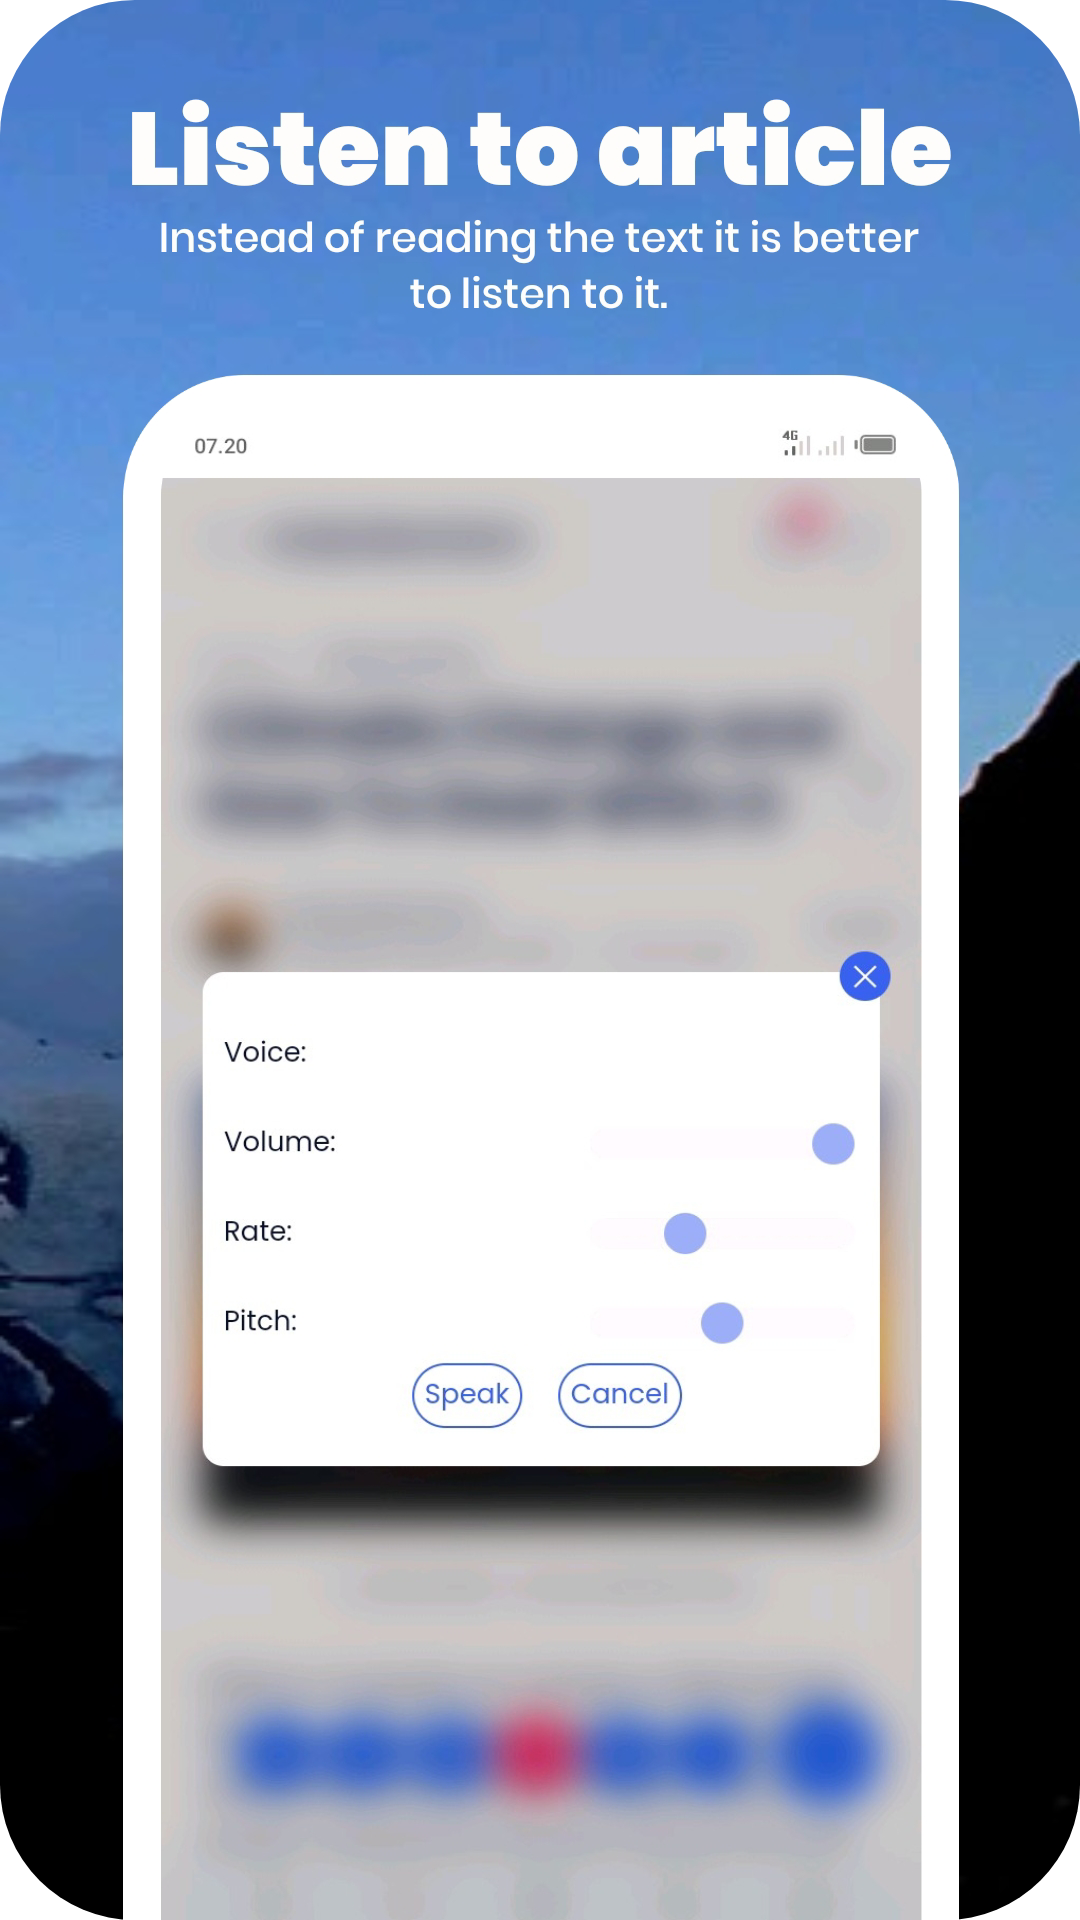 Listen to article
Instead of reading the text it is better
to listen to it.
07.20
4G
Voice:
Volume:
Rate:
Pitch:
Speak Cancel